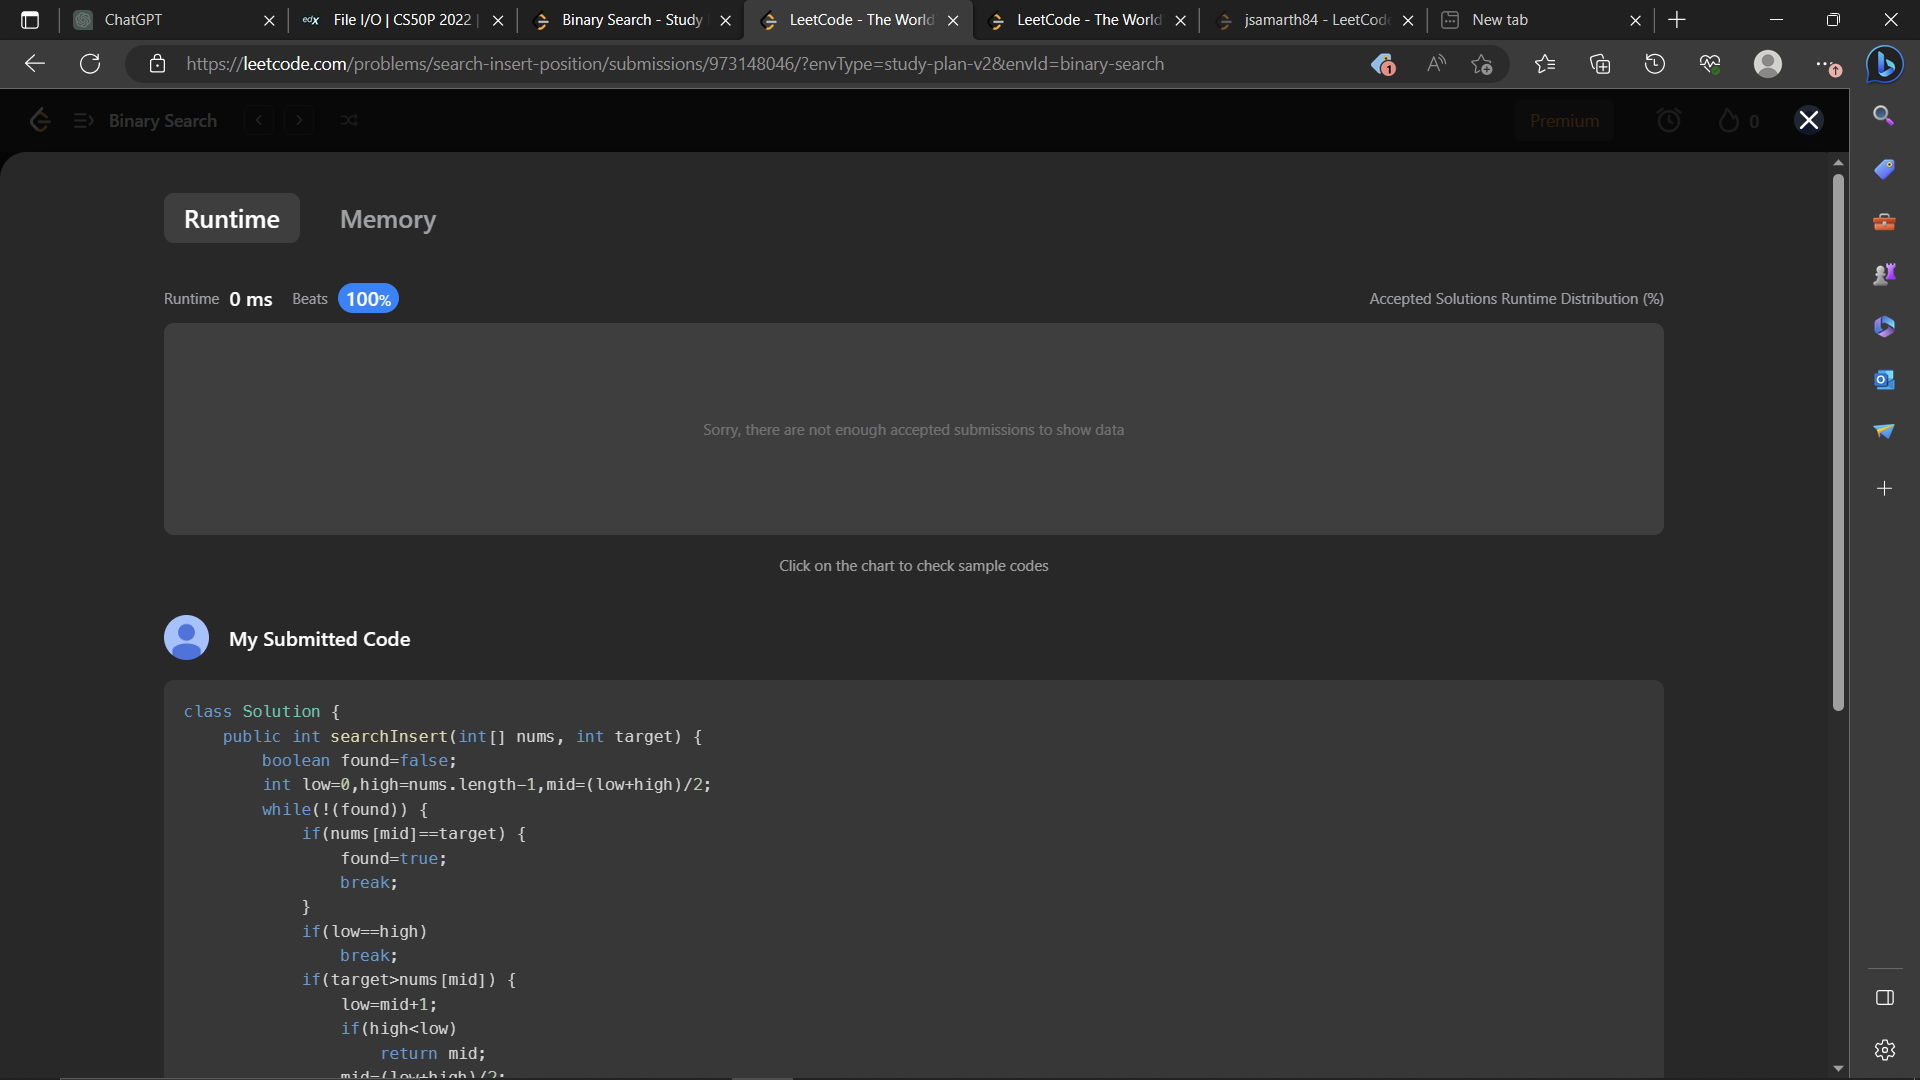 ChatGPT
edX File I/O | CS50P 2022
Binary Search - Study
LeetCode - The World
LeetCode - The World
jsamarth84 - LeetCode
New tab
https://leetcode.com/problems/search-insert-position/submissions/973148046/?envType=study-plan-v2&envId=binary-search
1
Binary Search
Premium
0
Runtime
Memory
Runtime 0 ms Beats 100%
Accepted Solutions Runtime Distribution (%)
Sorry, there are not enough accepted submissions to show data
Click on the chart to check sample codes
My Submitted Code
class Solution {
public int searchInsert(int[] nums, int target) {
boolean found=false;
int low=0,high=nums.length-1,mid=(low+high)/2;
while(!(found)) {
if(nums[mid]==target) {
found=true;
break;
}
if(low==high)
break;
if(target>nums[mid]) {
low=mid+1;
if(high<low)
return mid;
mid=(low+high)/2;